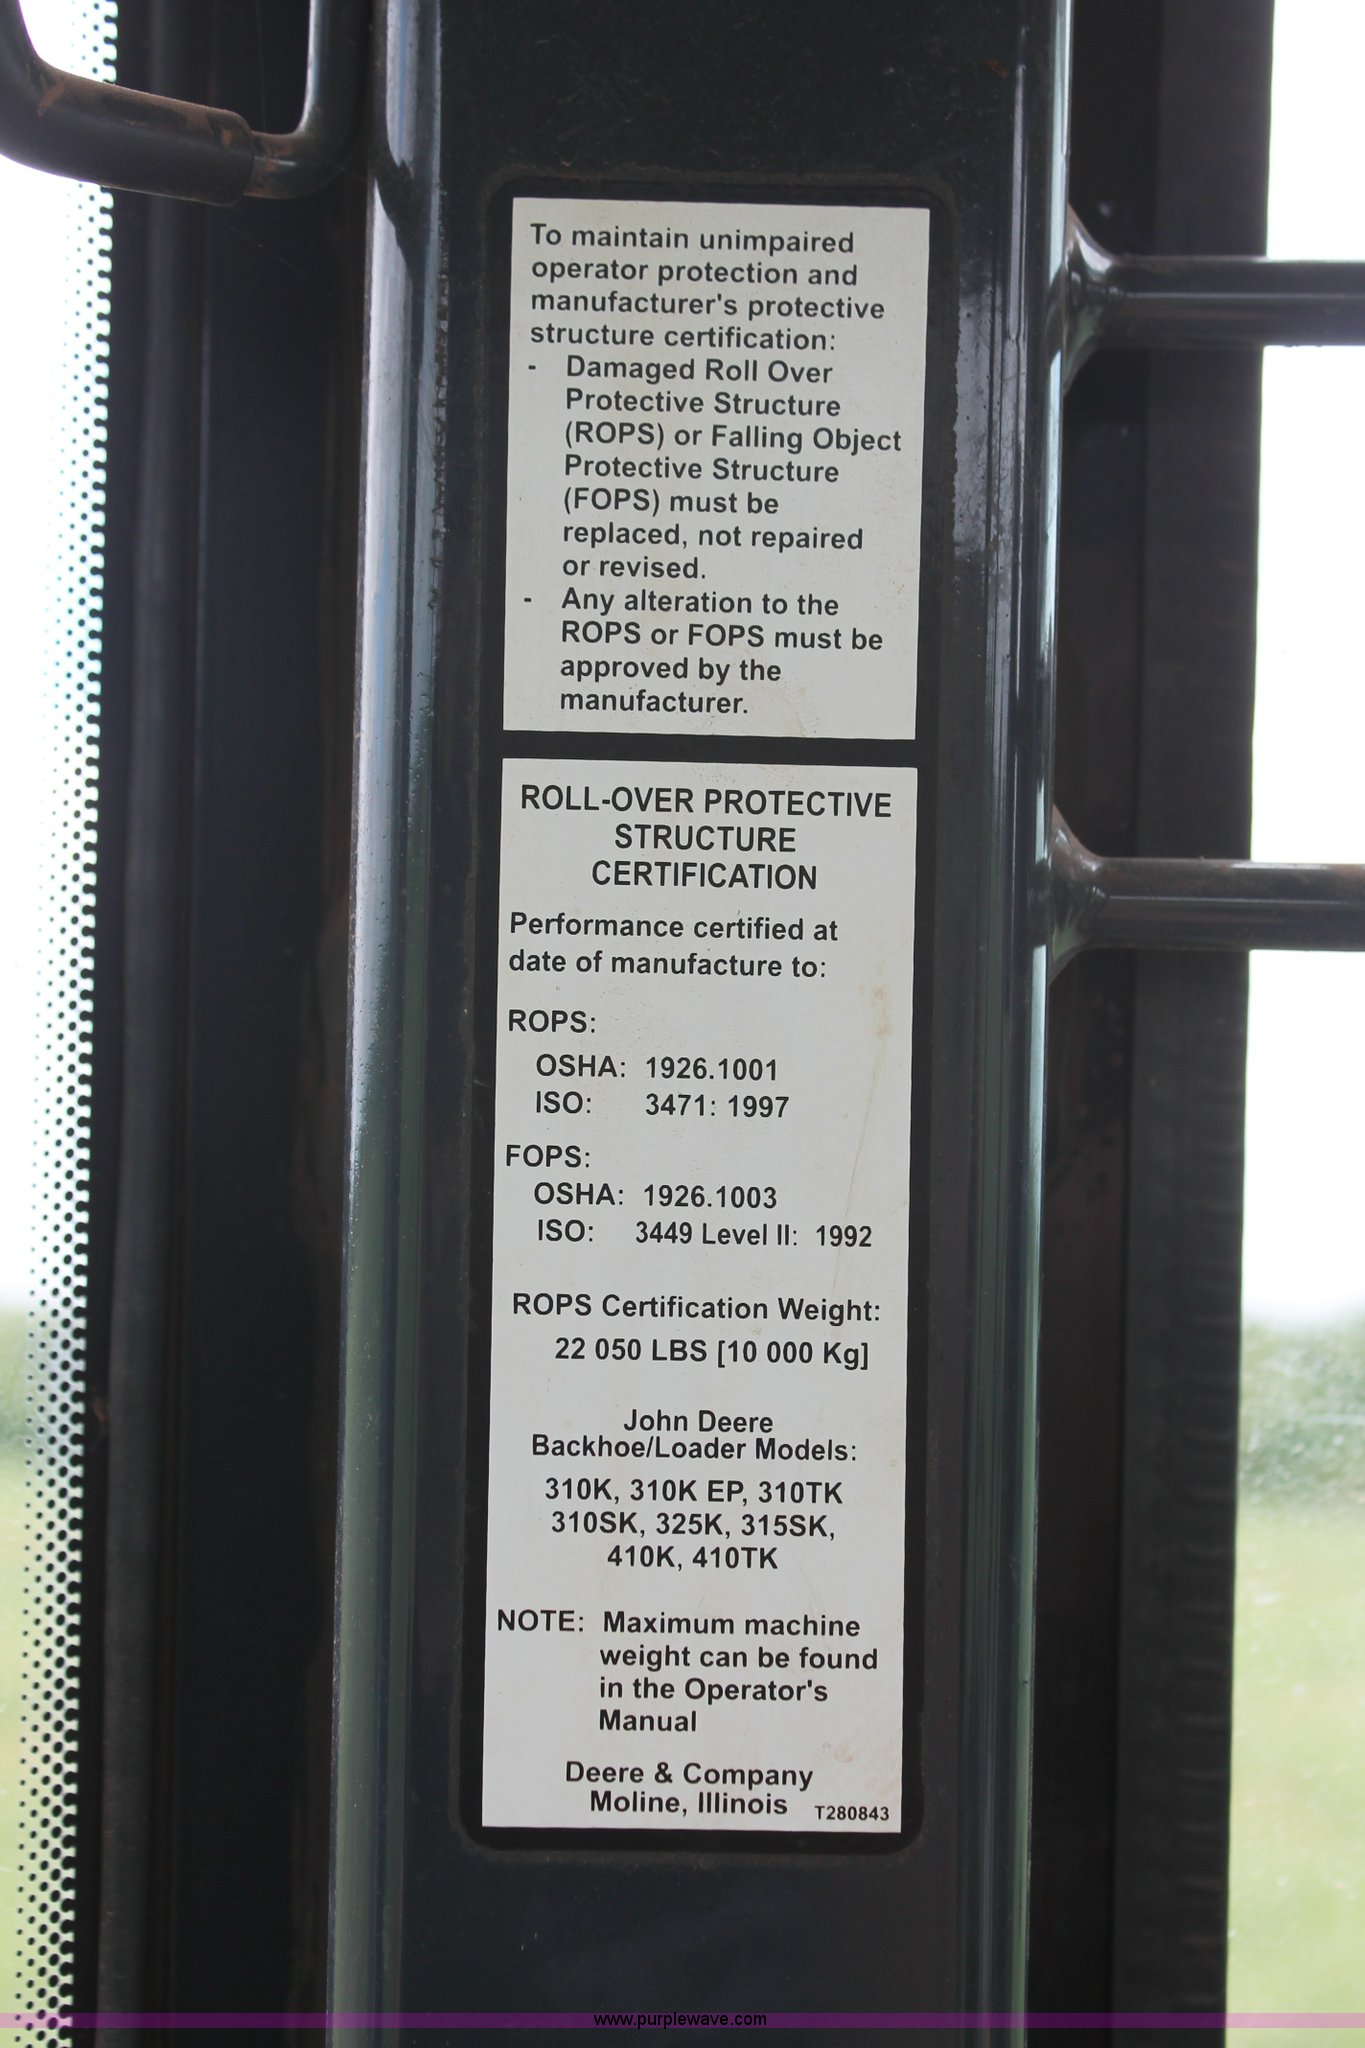 To maintain unimpaired
operator protection and
manufacturer's protective
structure certification:
- Damaged Roll Over
Protective Structure
(ROPS) or Falling Object
Protective Structure
(FOPS) must be
replaced, not repaired
or revised.
- Any alteration to the
ROPS or FOPS must be
approved by the
manufacturer.
ROLL-OVER PROTECTIVE
STRUCTURE
CERTIFICATION
Performance certified at
date of manufacture to:
ROPS:
OSHA: 1926.1001
ISO: 3471: 1997
FOPS:
OSHA: 1926.1003
ISO: 3449 Level II: 1992
ROPS Certification Weight:
22 050 LBS [10 000 Kg]
John Deere
Backhoe/Loader Models:
310K, 310K EP, 310TK
310SK, 325K, 315SK,
410K, 410TK
NOTE: Maximum machine
weight can be found
in the Operator's
Manual
Deere & Company
Moline, Illinois T280843
www.purplewave.com